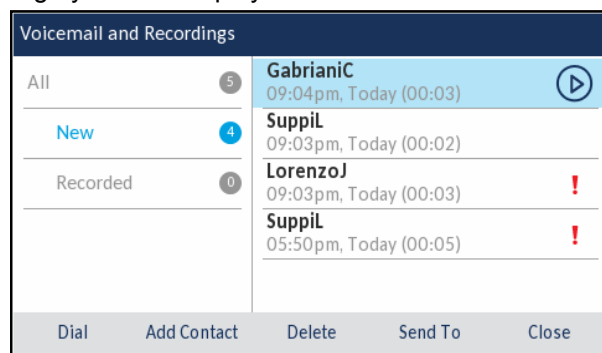 Voicemail and Recordings
All 5
New 4
Recorded 0
GabrianiC
09:04pm, Today (00:03)
SuppiL
09:03pm, Today (00:02)
LorenzoJ
09:03pm, Today (00:03)
!
SuppiL
05:50pm, Today (00:05)
!
Dial Add Contact Delete Send To Close